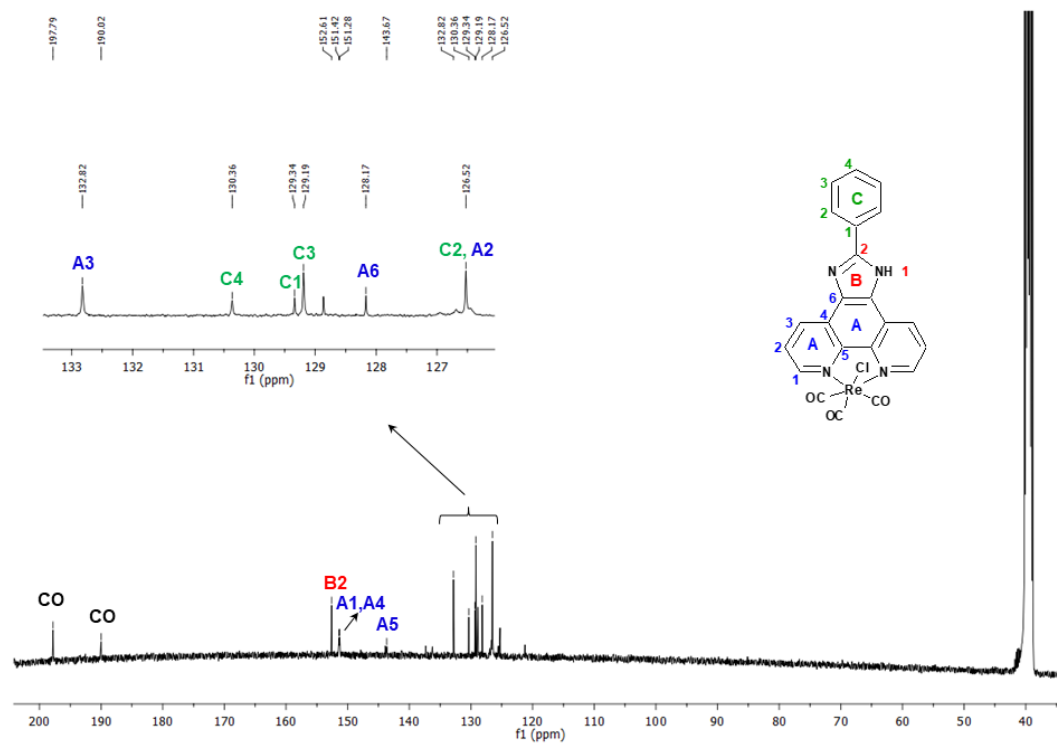 197.79
190.02
152.61
151.42
151.28
143.67
132.82
130.36
129.34
129.19
128.17
126.52
132.82
130.36
129.34
129.19
128.17
126.52
A3
C4
C1
C3
A6
C2, A2
133 132 131 130 129 128 127
f1 (ppm)
4
3
C
2
1
2
N NH 1
B
6
4 A
3
A
2 5
1 N Cl N
Re
OC CO
OC
CO
CO
B2
A1,A4
A5
200 190 180 170 160 150 140 130 120 110 100 90 80 70 60 50 40
f1 (ppm)